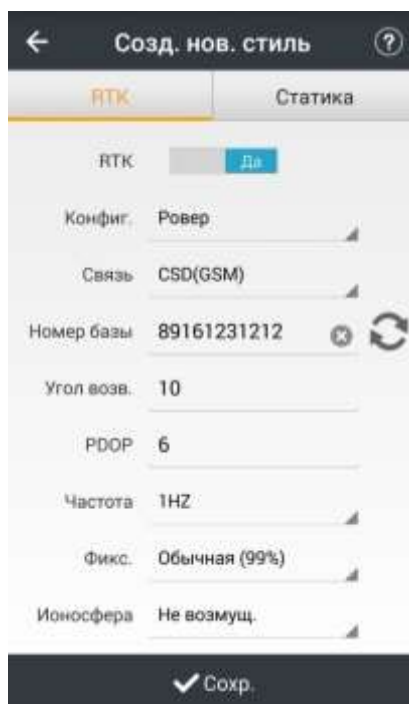 Созд. нов. стиль ?
RTK Статика
RTK Да
Конфиг. Ровер
Связь CSD(GSM)
Номер базы 89161231212
Угол возв. 10
PDOP 6
Частота 1HZ
Фикс. Обычная (99%)
Ионосфера Не возмущ.
Сохр.